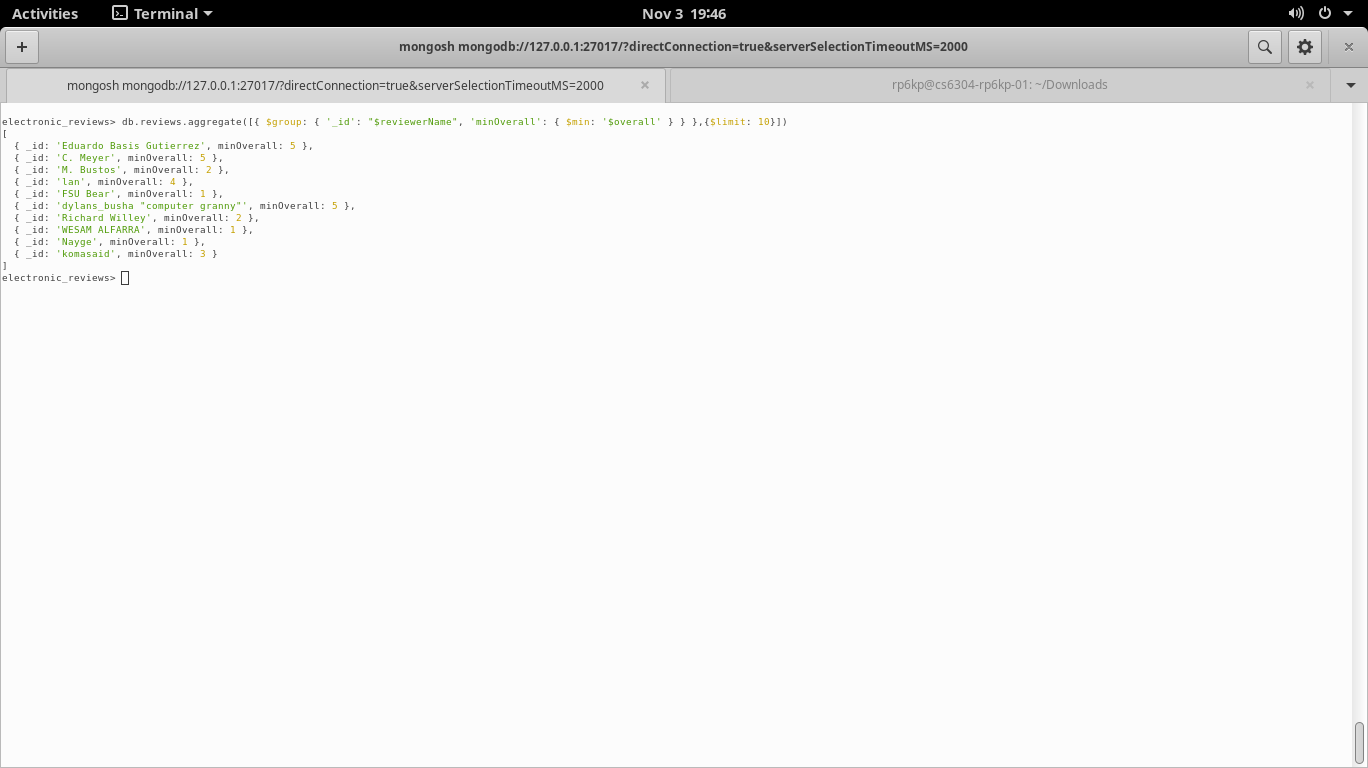 Activities Terminal Nov 3 19:46
+ mongosh mongodb://127.0.0.1:27017/?directConnection=true&serverSelectionTimeoutMS=2000
mongosh mongodb://127.0.0.1:27017/?directConnection=true&serverSelectionTimeoutMS=2000 rp6kp@cs6304-rp6kp-01: ~/Downloads
electronic_reviews> db.reviews.aggregate([{ $group: { '_id': "$reviewerName", 'minOverall': { $min: '$overall' } } },{$limit: 10}])
[
  { _id: 'Eduardo Basis Gutierrez', minOverall: 5 },
  { _id: 'C. Meyer', minOverall: 5 },
  { _id: 'M. Bustos', minOverall: 2 },
  { _id: 'lan', minOverall: 4 },
  { _id: 'FSU Bear', minOverall: 1 },
  { _id: 'dylans_busha "computer granny"', minOverall: 5 },
  { _id: 'Richard Willey', minOverall: 2 },
  { _id: 'WESAM ALFARRA', minOverall: 1 },
  { _id: 'Nayge', minOverall: 1 },
  { _id: 'komasaid', minOverall: 3 }
]
electronic_reviews>